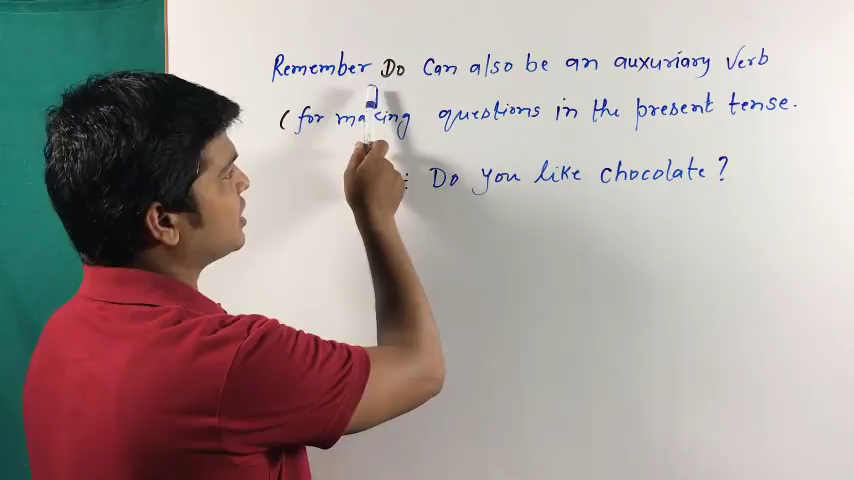 Remember Do can also be an auxuriary verb
(for making questions in the present tense.
: Do you like chocolate?